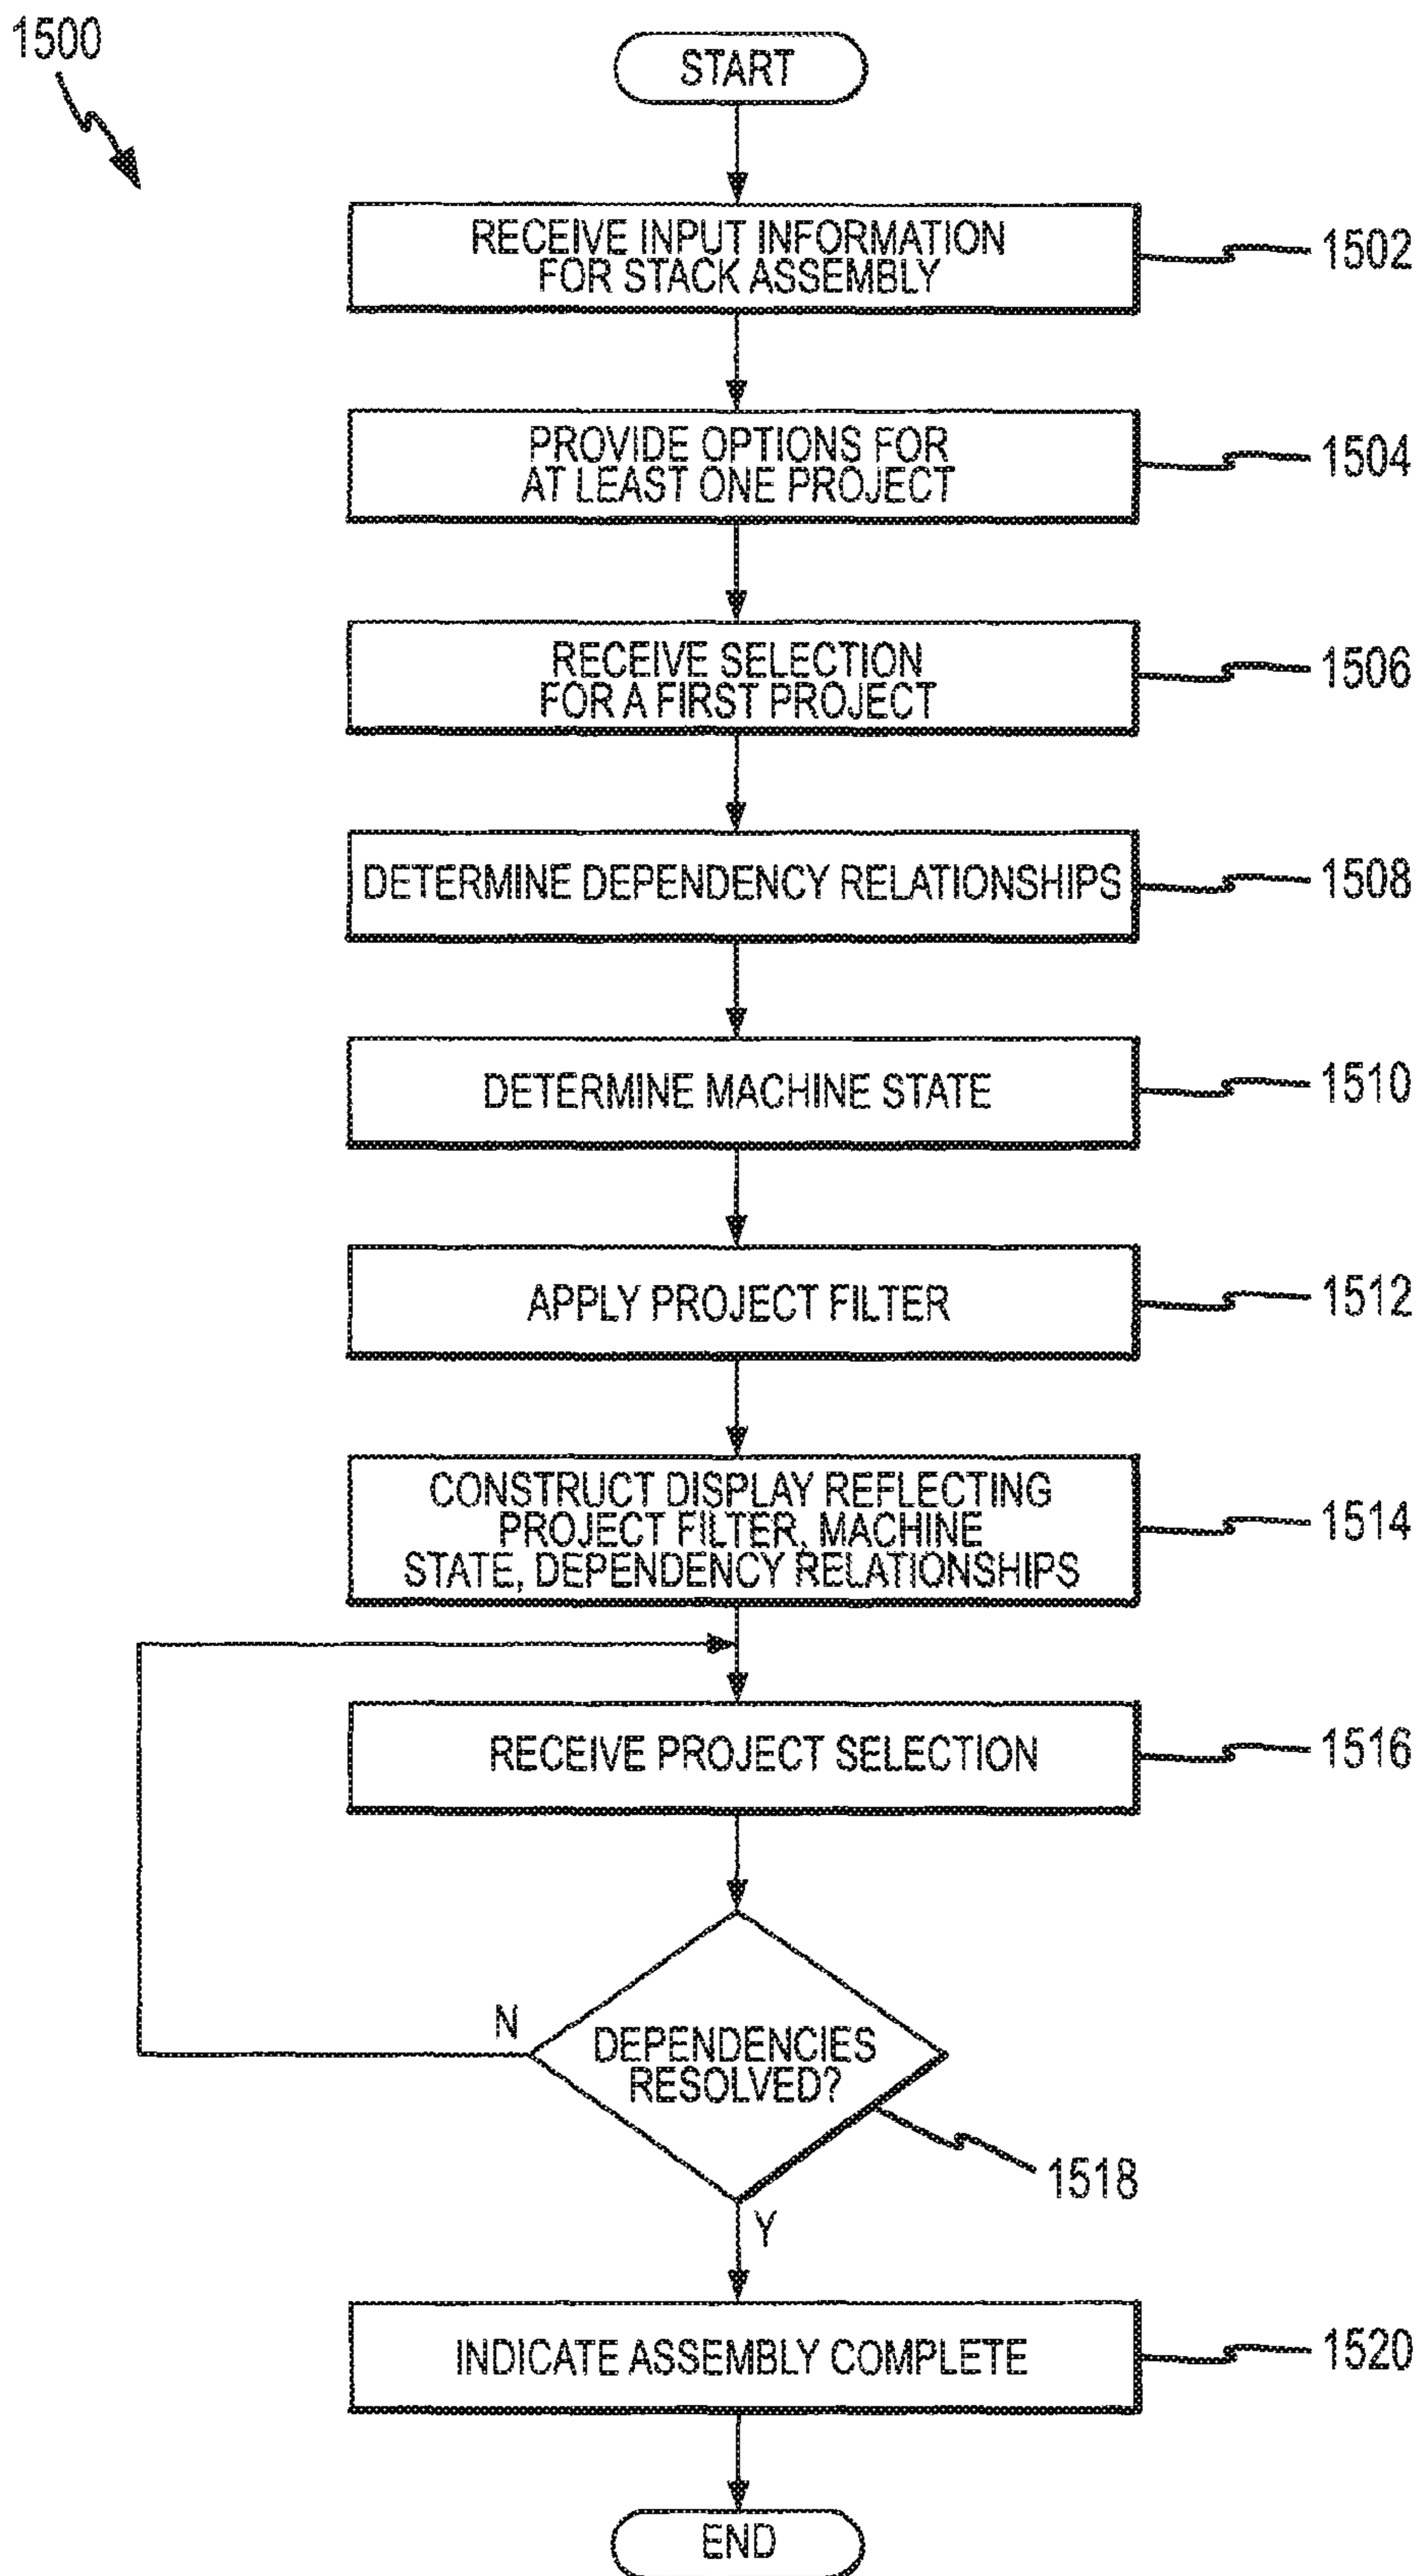 1500
START
RECEIVE INPUT INFORMATION
FOR STACK ASSEMBLY
1502
PROVIDE OPTIONS FOR
AT LEAST ONE PROJECT
1504
RECEIVE SELECTION
FOR A FIRST PROJECT
1506
DETERMINE DEPENDENCY RELATIONSHIPS
1508
DETERMINE MACHINE STATE
1510
APPLY PROJECT FILTER
1512
CONSTRUCT DISPLAY REFLECTING
PROJECT FILTER, MACHINE
STATE, DEPENDENCY RELATIONSHIPS
1514
RECEIVE PROJECT SELECTION
1516
N
DEPENDENCIES
RESOLVED?
1518
Y
INDICATE ASSEMBLY COMPLETE
1520
END